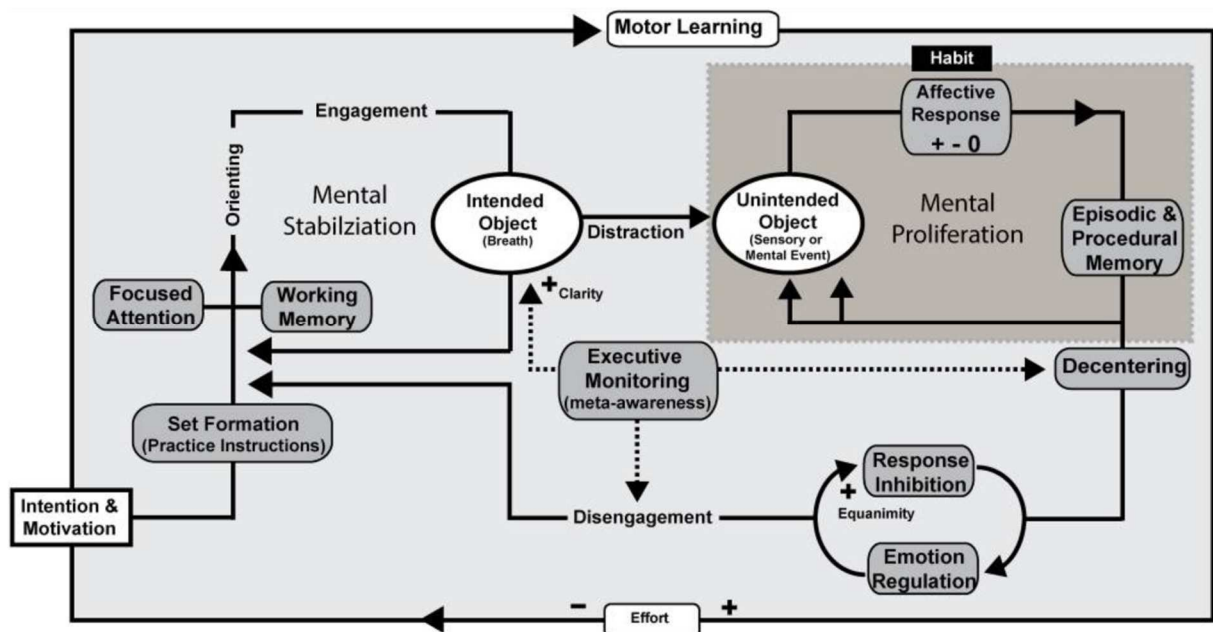 Motor Learning
Habit
Affective
Response
+ - 0
Engagement
Orienting
Mental
Stabilziation
Intended
Object
(Breath)
Distraction
Unintended
Object
(Sensory or
Mental Event)
Mental
Proliferation
Episodic &
Procedural
Memory
Focused
Attention
Working
Memory
+ Clarity
Executive
Monitoring
(meta-awareness)
Decentering
Set Formation
(Practice Instructions)
Intention &
Motivation
Disengagement
Response
Inhibition
+
Equanimity
Emotion
Regulation
- Effort +